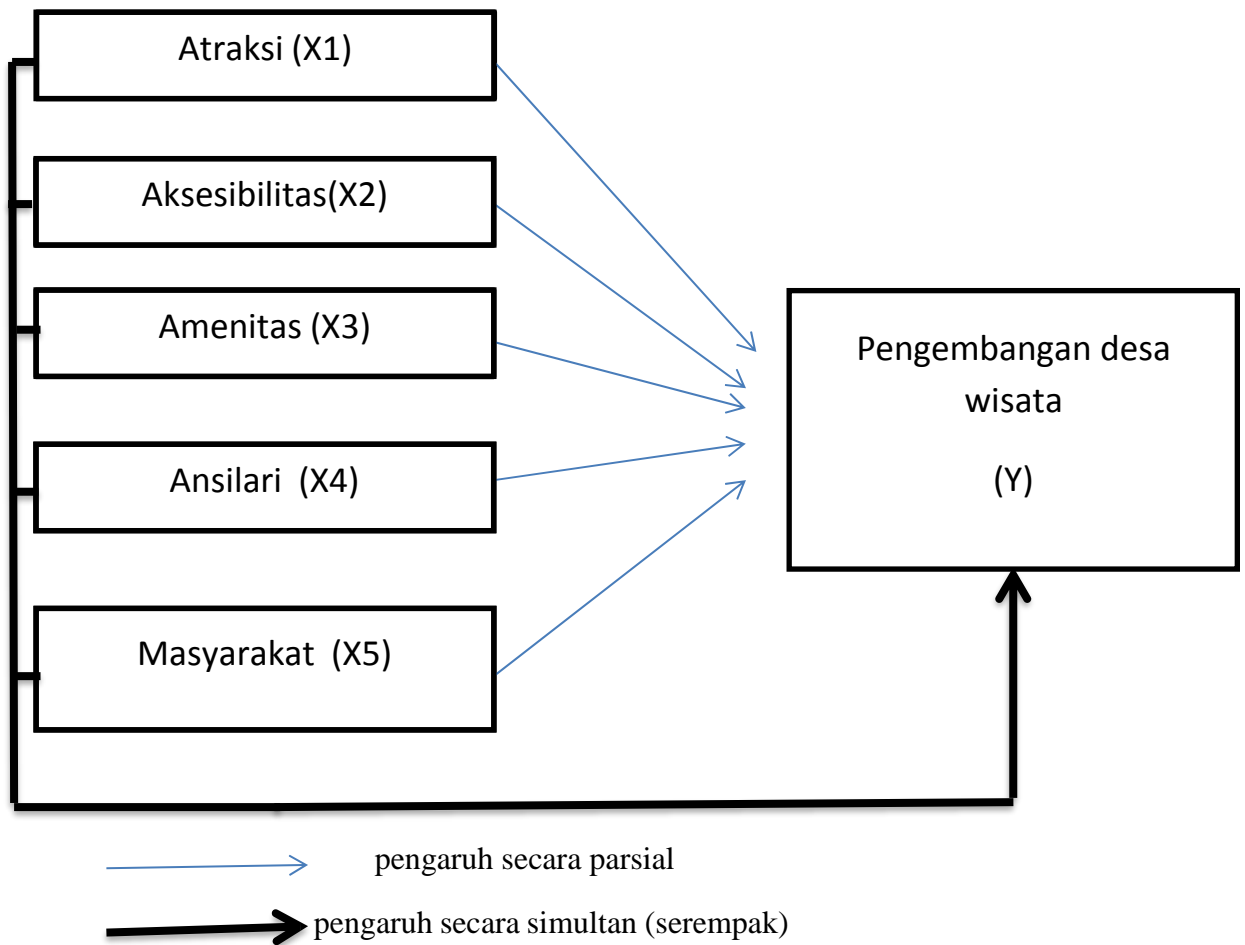 Atraksi (X1)
Aksesibilitas(X2)
Amenitas (X3)
Ansilari (X4)
Masyarakat (X5)
Pengembangan desa
wisata
(Y)
pengaruh secara parsial
pengaruh secara simultan (serempak)